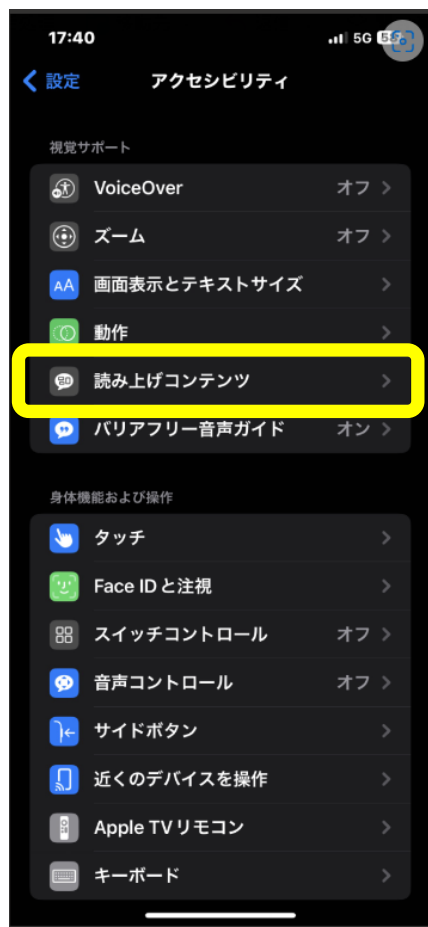 17:40 5G
設定 アクセシビリティ
視覚サポート
VoiceOver オフ
ズーム オフ
AA 画面表示とテキストサイズ
動作
読み上げコンテンツ
バリアフリー音声ガイド オン
身体機能および操作
タッチ
Face IDと注視
スイッチコントロール オフ
音声コントロール オフ
サイドボタン
近くのデバイスを操作
Apple TVリモコン
キーボード